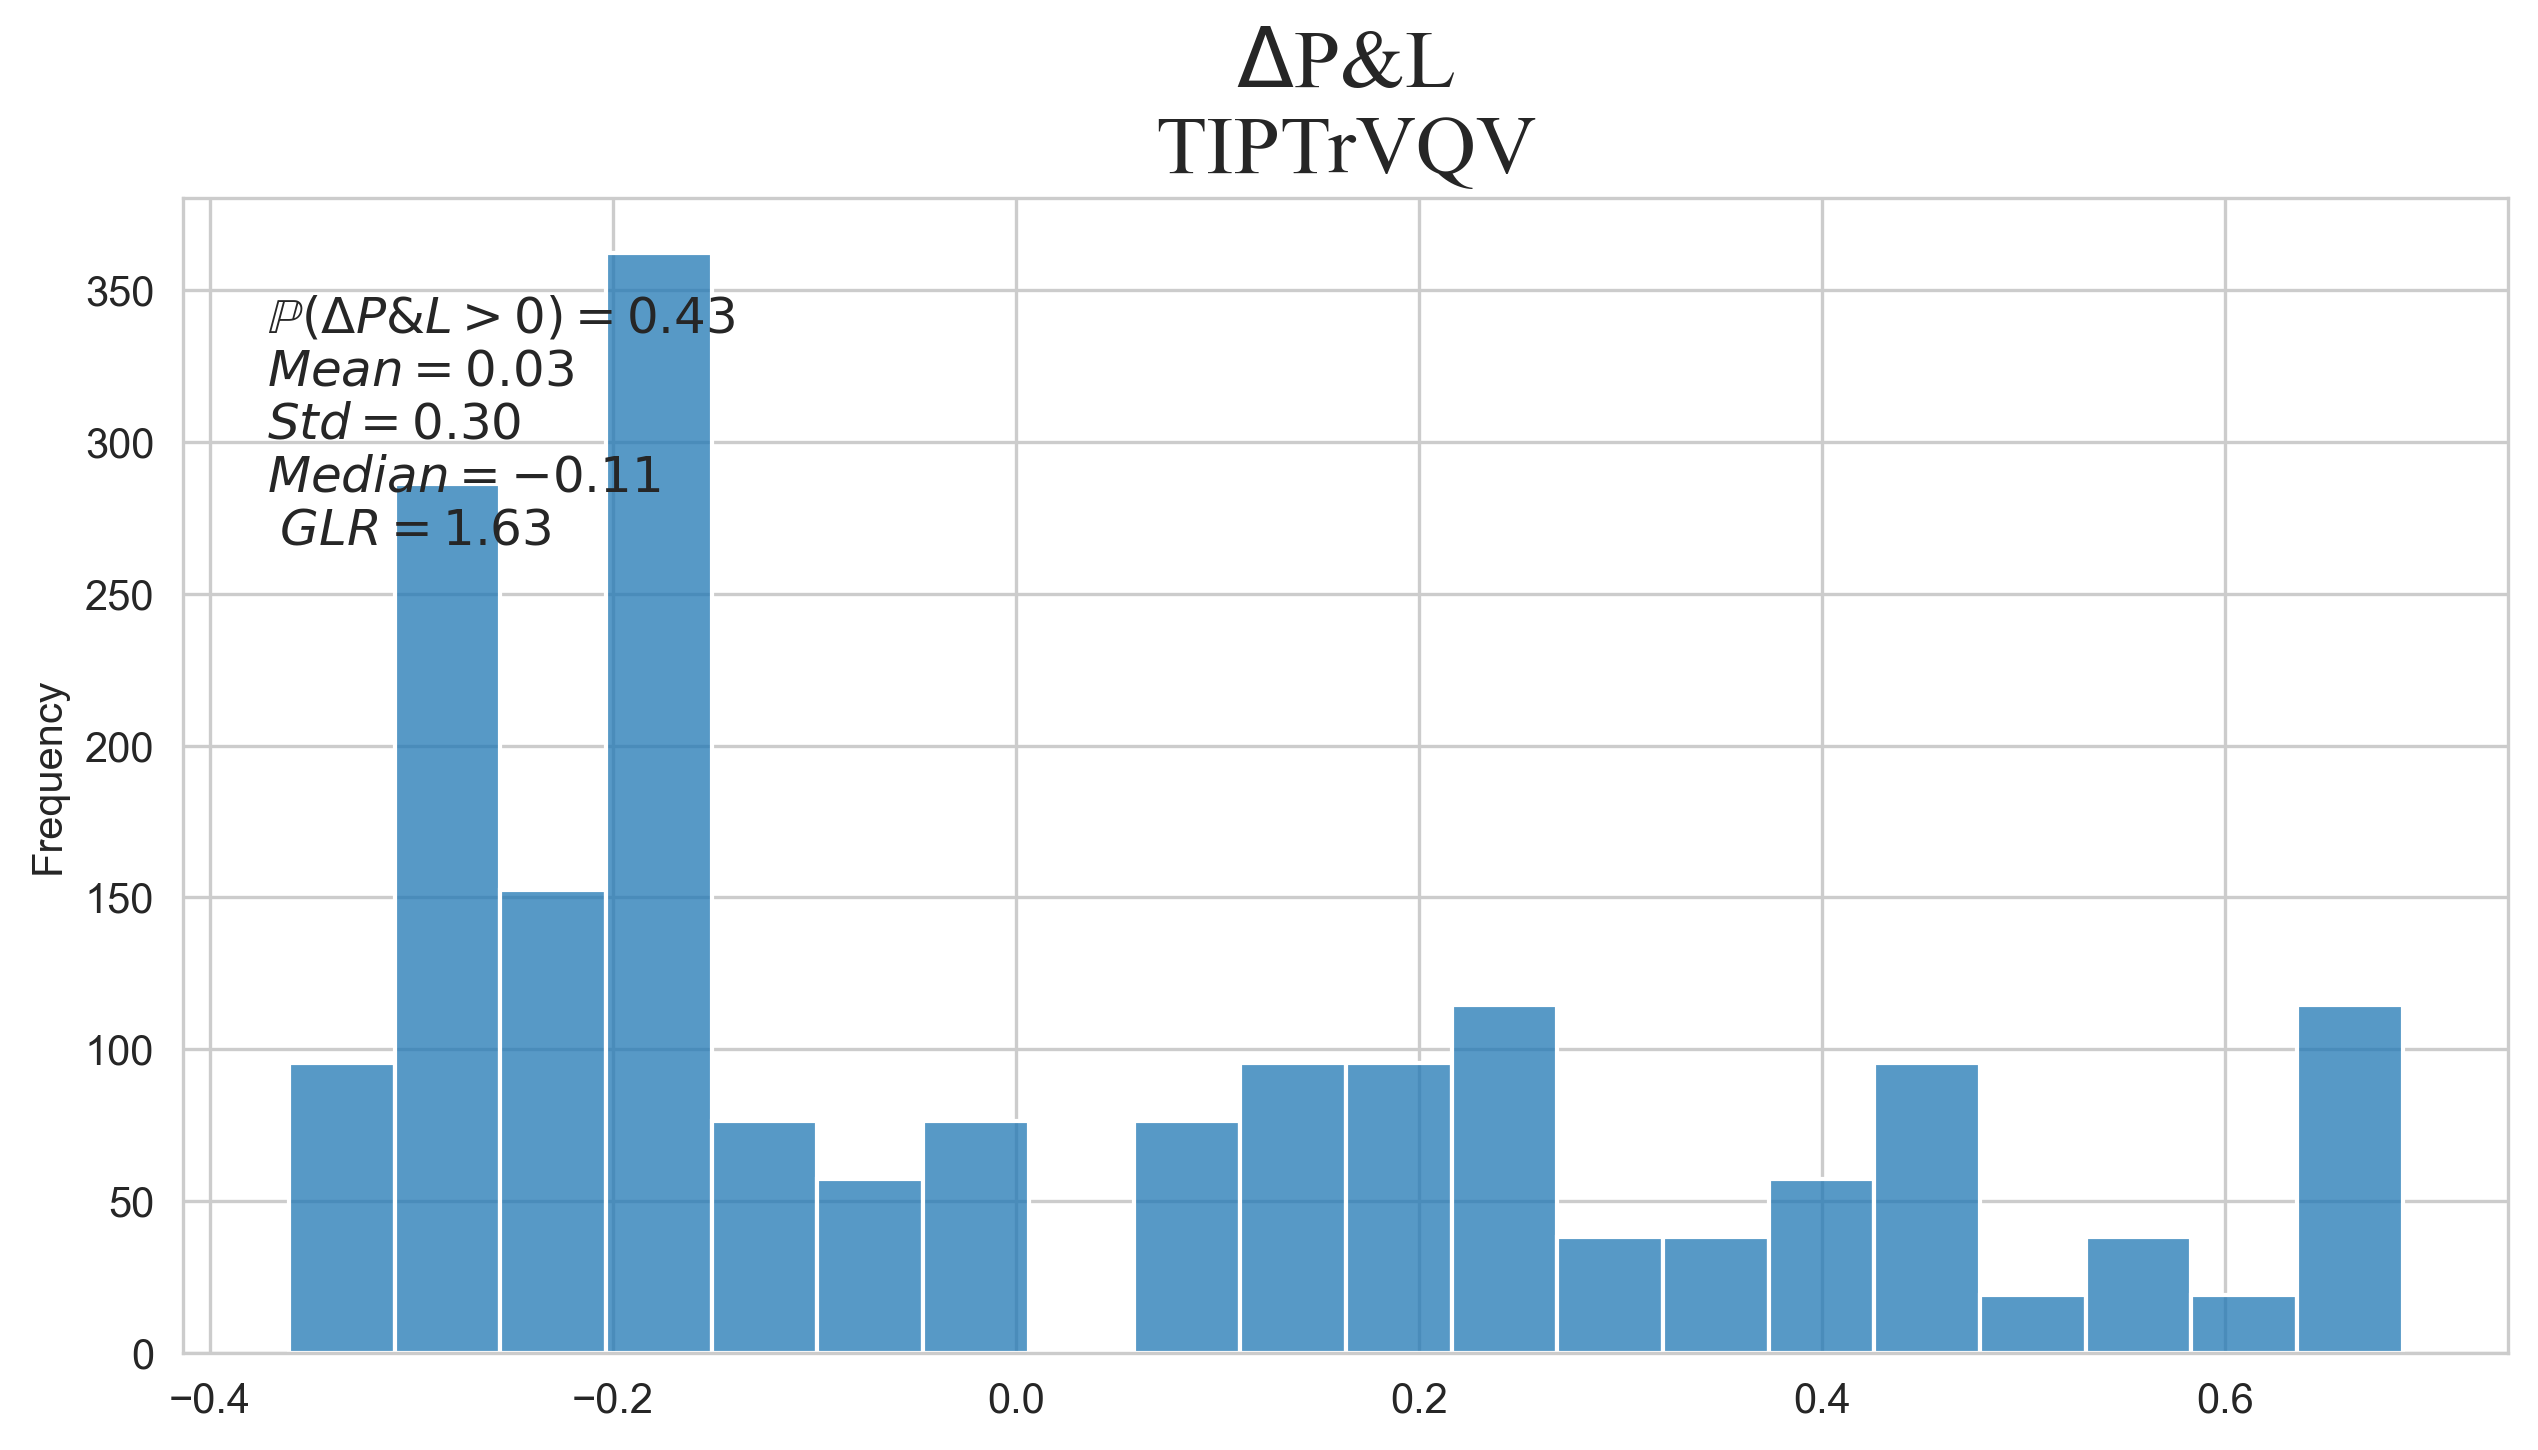 ΔP&L
TIPTrVQV
ℙ(ΔP&L > 0) = 0.43
Mean = 0.03
Std = 0.30
Median = −0.11
GLR = 1.63
Frequency
350
300
250
200
150
100
50
0
−0.4 −0.2 0.0 0.2 0.4 0.6